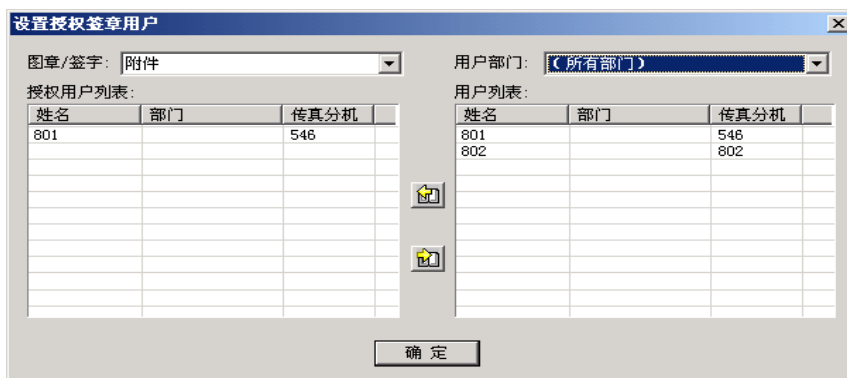 设置授权签章用户
图章/签字: 附件
用户部门: (所有部门)
授权用户列表:
用户列表:
姓名 部门 传真分机
801 546
姓名 部门 传真分机
801 546
802 802
确 定